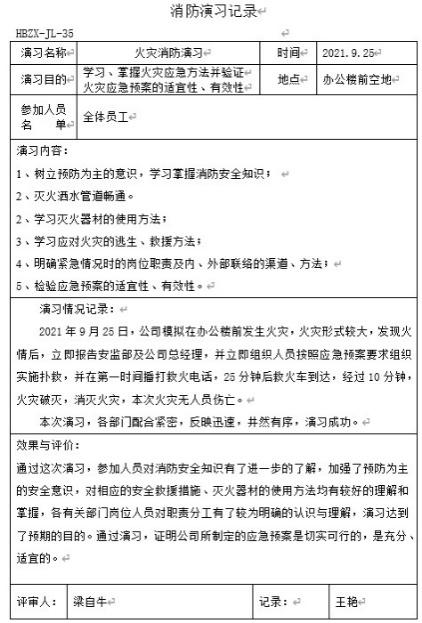 消防演习记录
HBZX-JL-35
演习名称 火灾消防演习 时间 2021.9.25
演习目的 学习、掌握火灾应急方法并验证
火灾应急预案的适宜性、有效性 地点 办公楼前空地
参加人员
名 单 全体员工
演习内容：
1、树立预防为主的意识，学习掌握消防安全知识；
2、灭火洒水管道畅通。
2、学习灭火器材的使用方法；
3、学习应对火灾的逃生、救援方法；
4、明确紧急情况时的岗位职责及内、外部联络的渠道、方法；
5、检验应急预案的适宜性、有效性。
演习情况记录：
2021年9月25日，公司模拟在办公楼前发生火灾，火灾形式较大，发现火
情后，立即报告安监部及公司总经理，并立即组织人员按照应急预案要求组织
实施扑救，并在第一时间播打救火电话，25分钟后救火车到达，经过10分钟，
火灾破灭，消灭火灾，本次火灾无人员伤亡。
本次演习，各部门配合紧密，反映迅速，井然有序，演习成功。
效果与评价：
通过这次演习，参加人员对消防安全知识有了进一步的了解，加强了预防为主
的安全意识，对相应的安全救援措施、灭火器材的使用方法均有较好的理解和
掌握，各有关部门岗位人员对职责分工有了较为明确的认识与理解，演习达到
了预期的目的。通过演习，证明公司所制定的应急预案是切实可行的，是充分、
适宜的。
评审人： 梁自牛 记录： 王艳